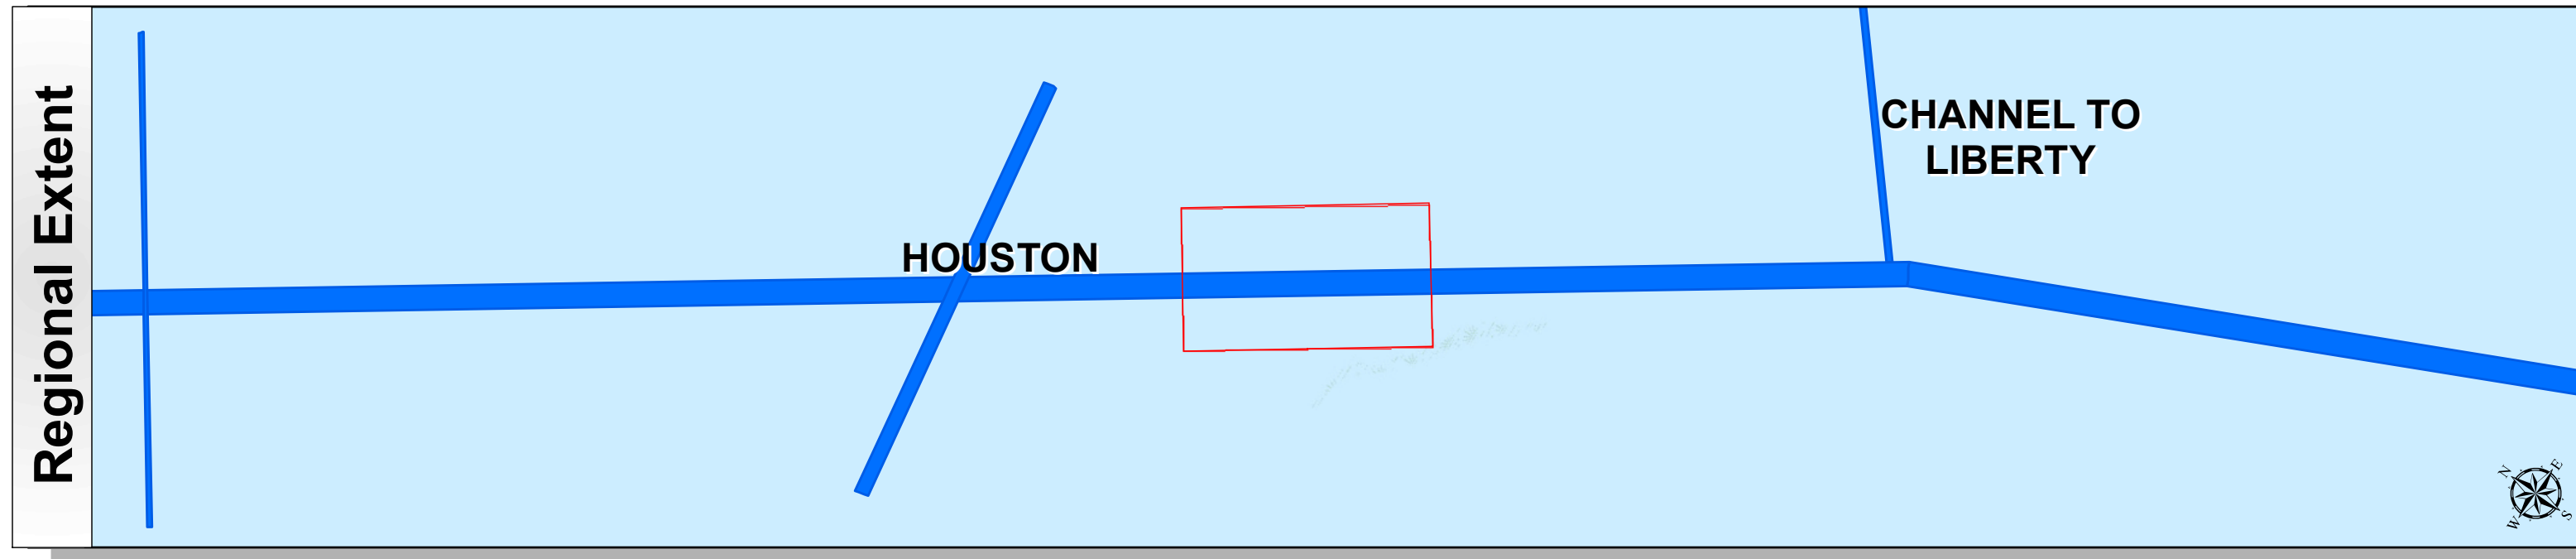 Regional Extent
HOUSTON
CHANNEL TO
LIBERTY
N
E
W
S